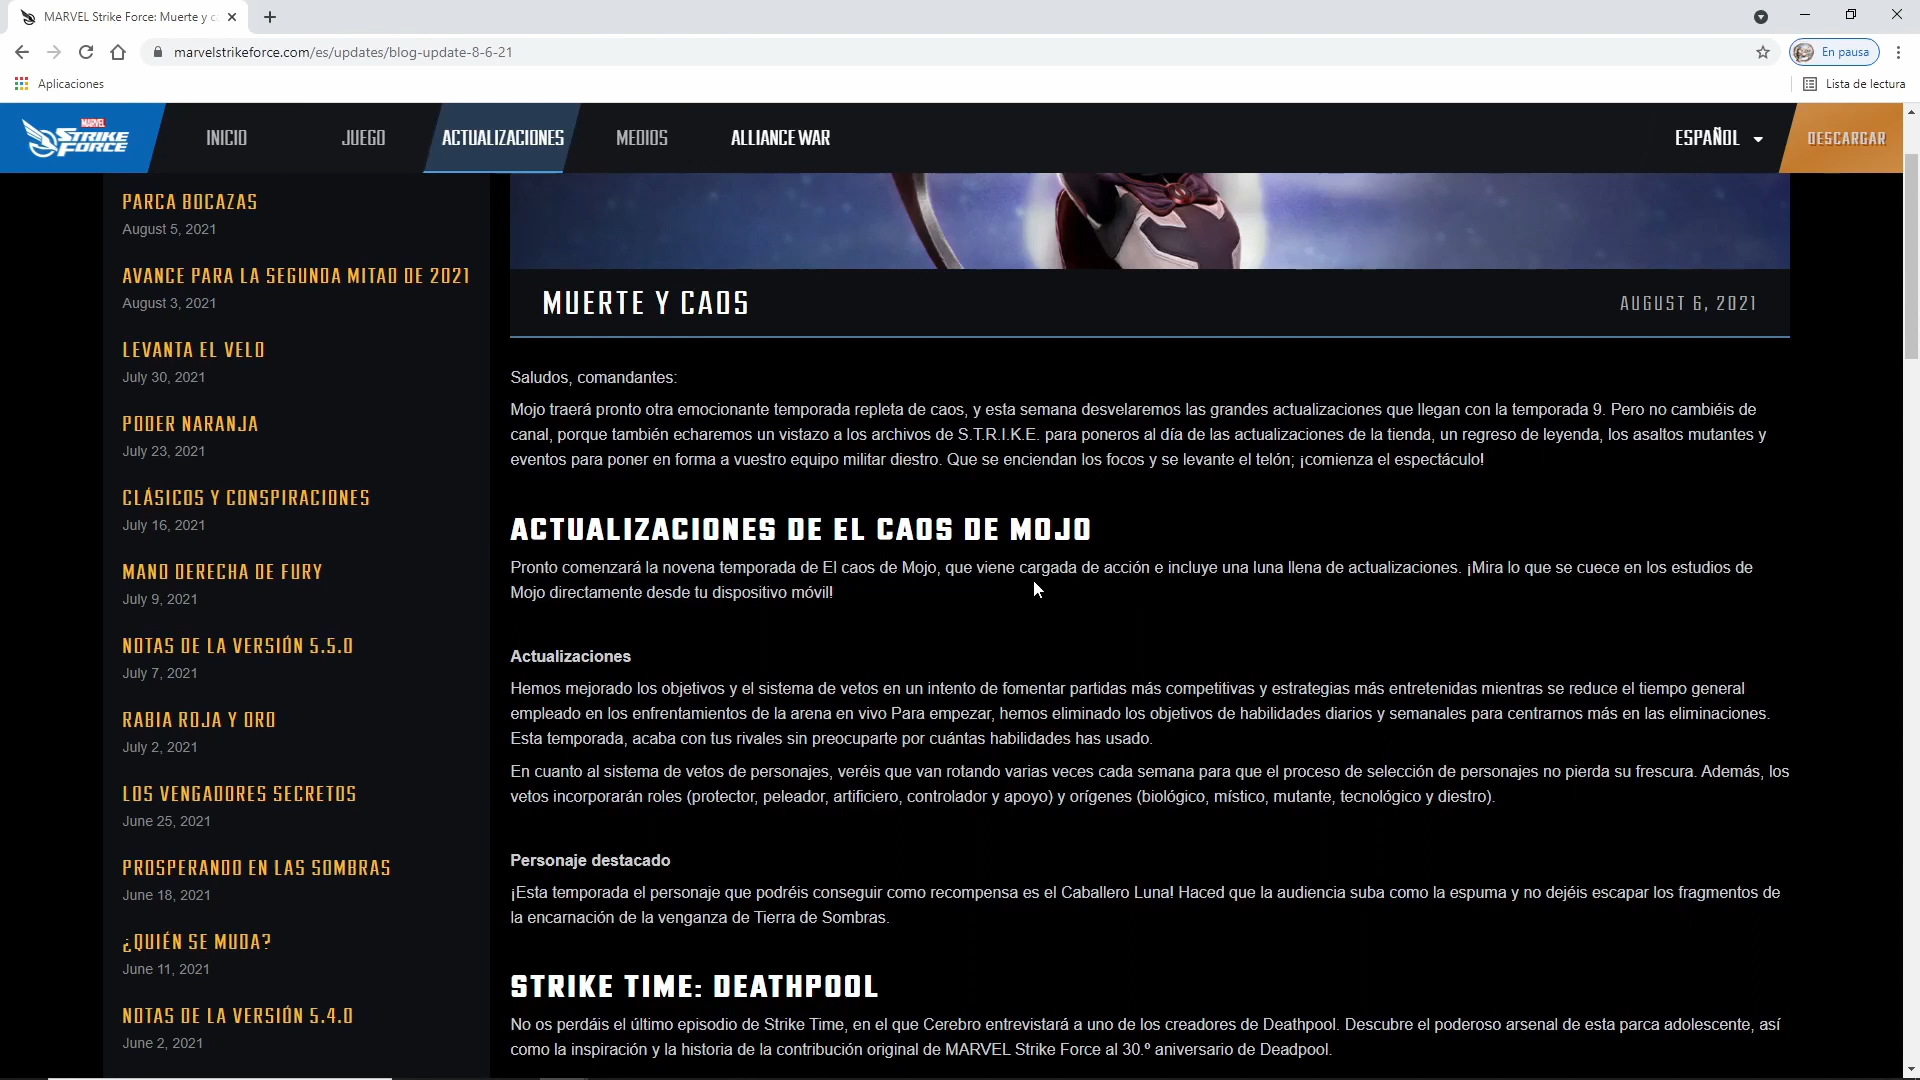 MARVEL Strike Force: Muerte y c
marvelstrikeforce.com/es/updates/blog-update-8-6-21
En pausa
Aplicaciones
Lista de lectura
MARVEL
STRIKE
FORCE
INICIO
JUEGO
ACTUALIZACIONES
MEDIOS
ALLIANCE WAR
ESPAÑOL
DESCARGAR
PARCA BOCAZAS
August 5, 2021
AVANCE PARA LA SEGUNDA MITAD DE 2021
August 3, 2021
LEVANTA EL VELO
July 30, 2021
PODER NARANJA
July 23, 2021
CLÁSICOS Y CONSPIRACIONES
July 16, 2021
MANO DERECHA DE FURY
July 9, 2021
NOTAS DE LA VERSIÓN 5.5.0
July 7, 2021
RABIA ROJA Y ORO
July 2, 2021
LOS VENGADORES SECRETOS
June 25, 2021
PROSPERANDO EN LAS SOMBRAS
June 18, 2021
¿QUIÉN SE MUDA?
June 11, 2021
NOTAS DE LA VERSIÓN 5.4.0
June 2, 2021
MUERTE Y CAOS
AUGUST 6, 2021
Saludos, comandantes:
Mojo traerá pronto otra emocionante temporada repleta de caos, y esta semana desvelaremos las grandes actualizaciones que llegan con la temporada 9. Pero no cambiéis de
canal, porque también echaremos un vistazo a los archivos de S.T.R.I.K.E. para poneros al día de las actualizaciones de la tienda, un regreso de leyenda, los asaltos mutantes y
eventos para poner en forma a vuestro equipo militar diestro. Que se enciendan los focos y se levante el telón; ¡comienza el espectáculo!
ACTUALIZACIONES DE EL CAOS DE MOJO
Pronto comenzará la novena temporada de El caos de Mojo, que viene cargada de acción e incluye una luna llena de actualizaciones. ¡Mira lo que se cuece en los estudios de
Mojo directamente desde tu dispositivo móvil!
Actualizaciones
Hemos mejorado los objetivos y el sistema de vetos en un intento de fomentar partidas más competitivas y estrategias más entretenidas mientras se reduce el tiempo general
empleado en los enfrentamientos de la arena en vivo Para empezar, hemos eliminado los objetivos de habilidades diarios y semanales para centrarnos más en las eliminaciones.
Esta temporada, acaba con tus rivales sin preocuparte por cuántas habilidades has usado.
En cuanto al sistema de vetos de personajes, veréis que van rotando varias veces cada semana para que el proceso de selección de personajes no pierda su frescura. Además, los
vetos incorporarán roles (protector, peleador, artificiero, controlador y apoyo) y orígenes (biológico, místico, mutante, tecnológico y diestro).
Personaje destacado
¡Esta temporada el personaje que podréis conseguir como recompensa es el Caballero Luna! Haced que la audiencia suba como la espuma y no dejéis escapar los fragmentos de
la encarnación de la venganza de Tierra de Sombras.
STRIKE TIME: DEATHPOOL
No os perdáis el último episodio de Strike Time, en el que Cerebro entrevistará a uno de los creadores de Deathpool. Descubre el poderoso arsenal de esta parca adolescente, así
como la inspiración y la historia de la contribución original de MARVEL Strike Force al 30.º aniversario de Deadpool.